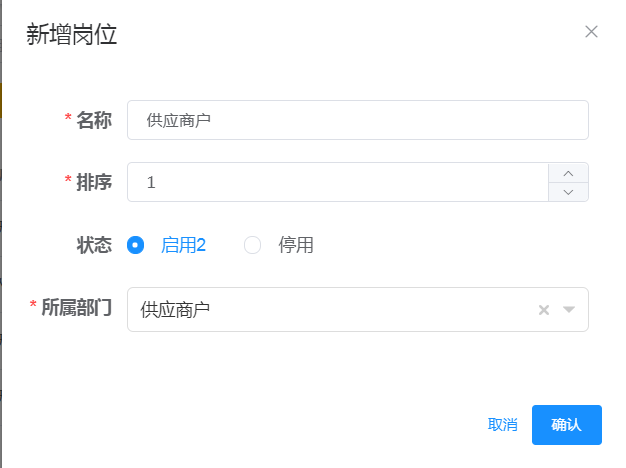 新增岗位
* 名称 供应商户
* 排序 1
状态 启用2 停用
* 所属部门 供应商户
取消 确认